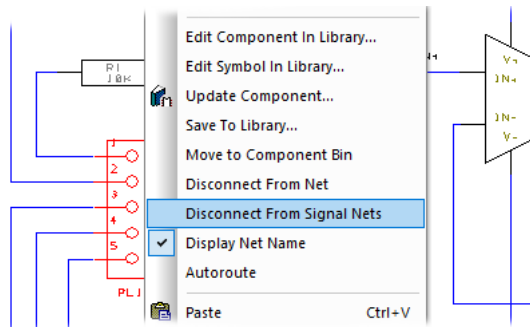 Edit Component In Library...
Edit Symbol In Library...
Update Component...
Save To Library...
Move to Component Bin
Disconnect From Net
Disconnect From Signal Nets
Display Net Name
Autoroute
Paste Ctrl+V
R1
10K
1
2
3
4
5
PL1
V+
IN+
IN-
V-